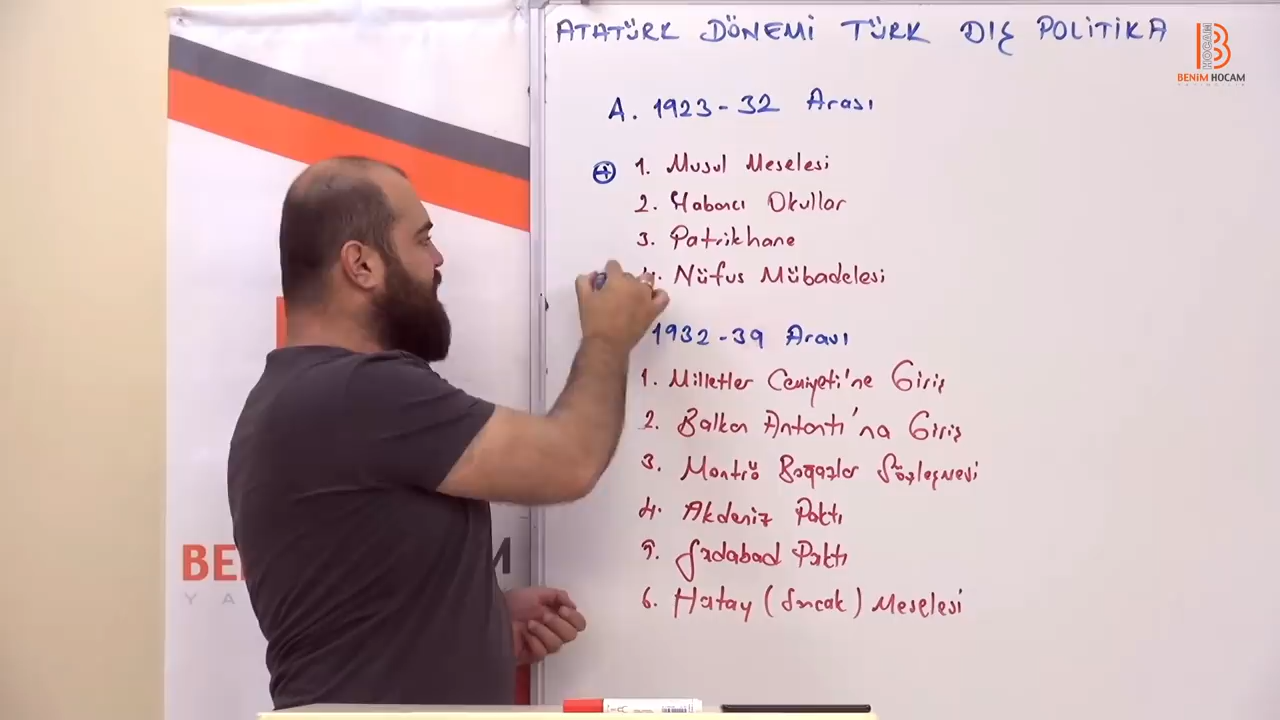 ATATÜRK DÖNEMİ TÜRK DIŞ POLİTİKA
BENİM HOCAM
YAYINCILIK
A. 1923-32 Arası
1. Musul Meselesi
2. Yabancı Okullar
3. Patrikhane
4. Nüfus Mübadelesi
1932-39 Arası
1. Milletler Cemiyeti'ne Giriş
2. Balkan Antantı'na Giriş
3. Montrö Boğazlar Sözleşmesi
4. Akdeniz Paktı
5. Sadabad Paktı
6. Hatay (Sancak) Meselesi